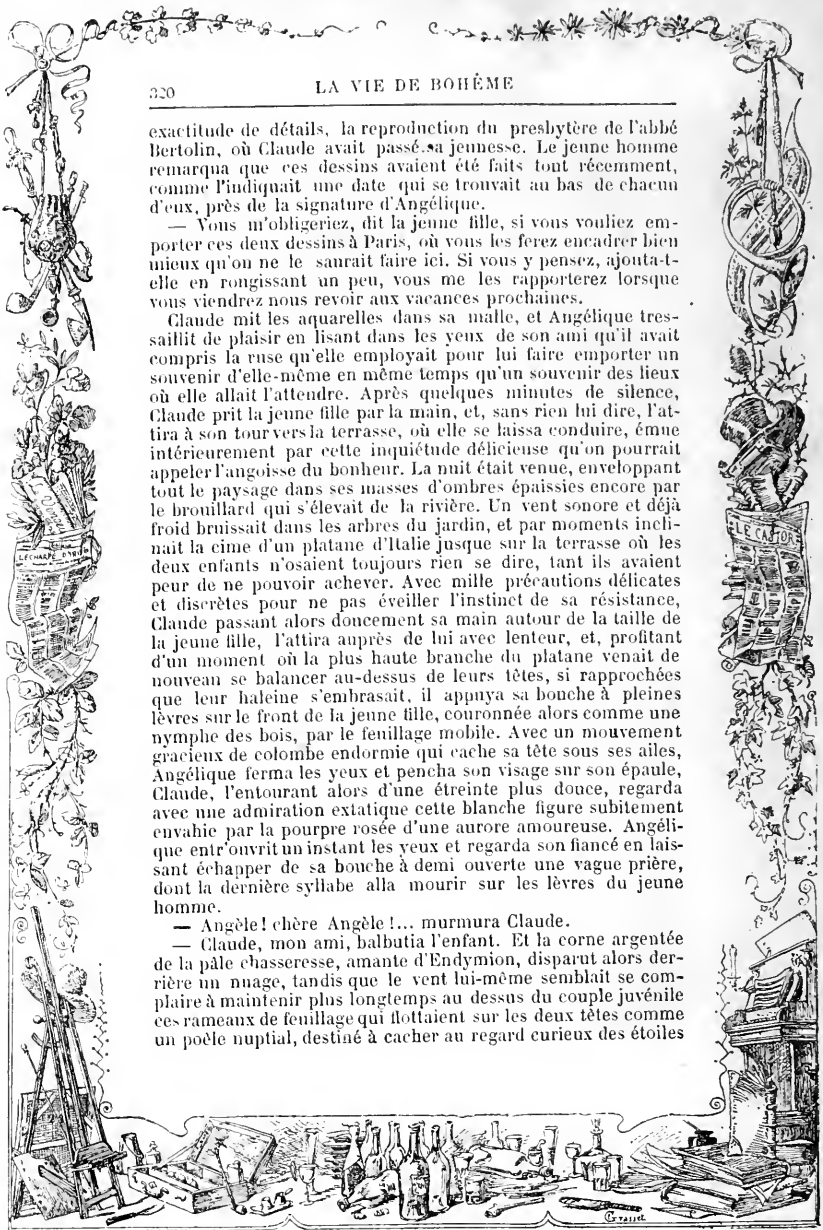 320
LA VIE DE BOHÊME
exactitude de détails, la reproduction du presbytère de l'abbé
Bertolin, où Claude avait passé sa jeunesse. Le jeune homme
remarqua que ces dessins avaient été faits tout récemment,
comme l'indiquait une date qui se trouvait au bas de chacun
d'eux, près de la signature d'Angélique.
— Vous m'obligeriez, dit la jeune fille, si vous vouliez em-
porter ces deux dessins à Paris, où vous les ferez encadrer bien
mieux qu'on ne le saurait faire ici. Si vous y pensez, ajouta-t-
elle en rougissant un peu, vous me les rapporterez lorsque
vous viendrez nous revoir aux vacances prochaines.
Claude mit les aquarelles dans sa malle, et Angélique tres-
saillit de plaisir en lisant dans les yeux de son ami qu'il avait
compris la ruse qu'elle employait pour lui faire emporter un
souvenir d'elle-même en même temps qu'un souvenir des lieux
où elle allait l'attendre. Après quelques minutes de silence,
Claude prit la jeune fille par la main, et, sans rien lui dire, l'at-
tira à son tour vers la terrasse, où elle se laissa conduire, émue
intérieurement par cette inquiétude délicieuse qu'on pourrait
appeler l'angoisse du bonheur. La nuit était venue, enveloppant
tout le paysage dans ses masses d'ombres épaissies encore par
le brouillard qui s'élevait de la rivière. Un vent sonore et déjà
froid bruissait dans les arbres du jardin, et par moments incli-
nait la cime d'un platane d'Italie jusque sur la terrasse où les
deux enfants n'osaient toujours rien se dire, tant ils avaient
peur de ne pouvoir achever. Avec mille précautions délicates
et discrètes pour ne pas éveiller l'instinct de sa résistance,
Claude passant alors doucement sa main autour de la taille de
la jeune fille, l'attira auprès de lui avec lenteur, et, profitant
d'un moment où la plus haute branche du platane venait de
nouveau se balancer au-dessus de leurs têtes, si rapprochées
que leur haleine s'embrasait, il appuya sa bouche à pleines
lèvres sur le front de la jeune fille, couronnée alors comme une
nymphe des bois, par le feuillage mobile. Avec un mouvement
gracieux de colombe endormie qui cache sa tête sous ses ailes,
Angélique ferma les yeux et pencha son visage sur son épaule,
Claude, l'entourant alors d'une étreinte plus douce, regarda
avec une admiration extatique cette blanche figure subitement
envahie par la pourpre rosée d'une aurore amoureuse. Angéli-
que entr'ouvrit un instant les yeux et regarda son fiancé en lais-
sant échapper de sa bouche à demi ouverte une vague prière,
dont la dernière syllabe alla mourir sur les lèvres du jeune
homme.
— Angèle! chère Angèle!... murmura Claude.
— Claude, mon ami, balbutia l'enfant. Et la corne argentée
de la pâle chasseresse, amante d'Endymion, disparut alors der-
rière un nuage, tandis que le vent lui-même semblait se com-
plaire à maintenir plus longtemps au dessus du couple juvénile
ces rameaux de feuillage qui flottaient sur les deux têtes comme
un poêle nuptial, destiné à cacher au regard curieux des étoiles
L'ECHARPE D'IRIS
LE CASTOR
Grasset